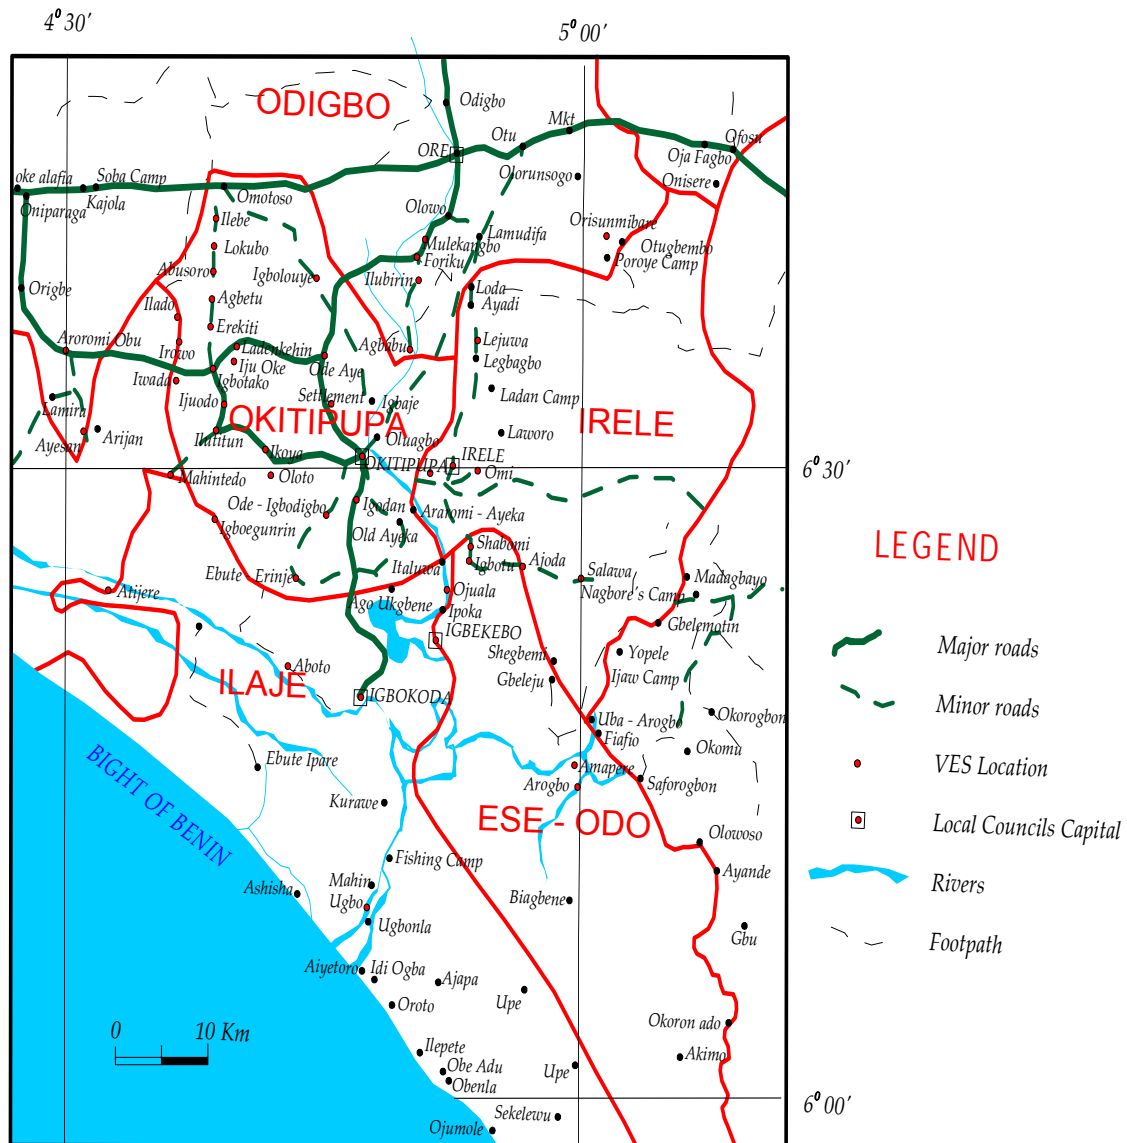 4⁰ 30′
5⁰ 00′
ODIGBO
Odigbo
Mkt
Otu
Ofosu
ORE
Oja Fagbo
oke alafia
Soba Camp
Olorunsogo
Onisere
Oniparaga
Kajola
Omotoso
Olowo
Ilebe
Orisunmibare
Lamudifa
Lokubo
Mulekangbo
Otugbembo
Foriku
Poroye Camp
Abusoro
Igbolouye
Ilubirin
Origbe
Loda
Ilado
Agbetu
Ayadi
Erekiti
Aroromi Obu
Irowo
Ladenkehin
Agbabu
Lejuwa
Iju Oke
Ode Aye
Legbagbo
Iwada
Igbotako
Lamira
Ijuodo
Settlement
Igbaje
Ladan Camp
OKITIPUPA
IRELE
Ayesan
Arijan
Ilutitun
Oluagbo
Laworo
Ikoya
OKITIPUPA
IRELE
Mahintedo
Oloto
Omi
6⁰ 30′
Ode - Igbodigbo
Igodan
Araromi - Ayeka
Igboegunrin
Old Ayeka
LEGEND
Shabomi
Italuwa
Igbotu
Ajoda
Ebute - Erinje
Salawa
Madagbayo
Atijere
Ojuala
Nagbore's Camp
Ago Ukgbene
Ipoka
IGBEKEBO
Gbelemotin
Major roads
Shegbemi
Yopele
Aboto
ILAJE
Gbeleju
Ijaw Camp
IGBOKODA
Minor roads
Uba - Arogbo
Okorogbon
Fiafio
BIGHT OF BENIN
Ebute Ipare
Okomu
Amapere
VES Location
Arogbo
Saforogbon
Kurawe
ESE - ODO
Local Councils Capital
Olowoso
Fishing Camp
Ayande
Ashisha
Mahin
Rivers
Ugbo
Biagbene
Ugbonla
Gbu
Footpath
Aiyetoro
Idi Ogba
Ajapa
Oroto
Upe
0
10 Km
Okoron ado
Ilepete
Akimo
Obe Adu
Upe
Obenla
6⁰ 00′
Sekelewu
Ojumole